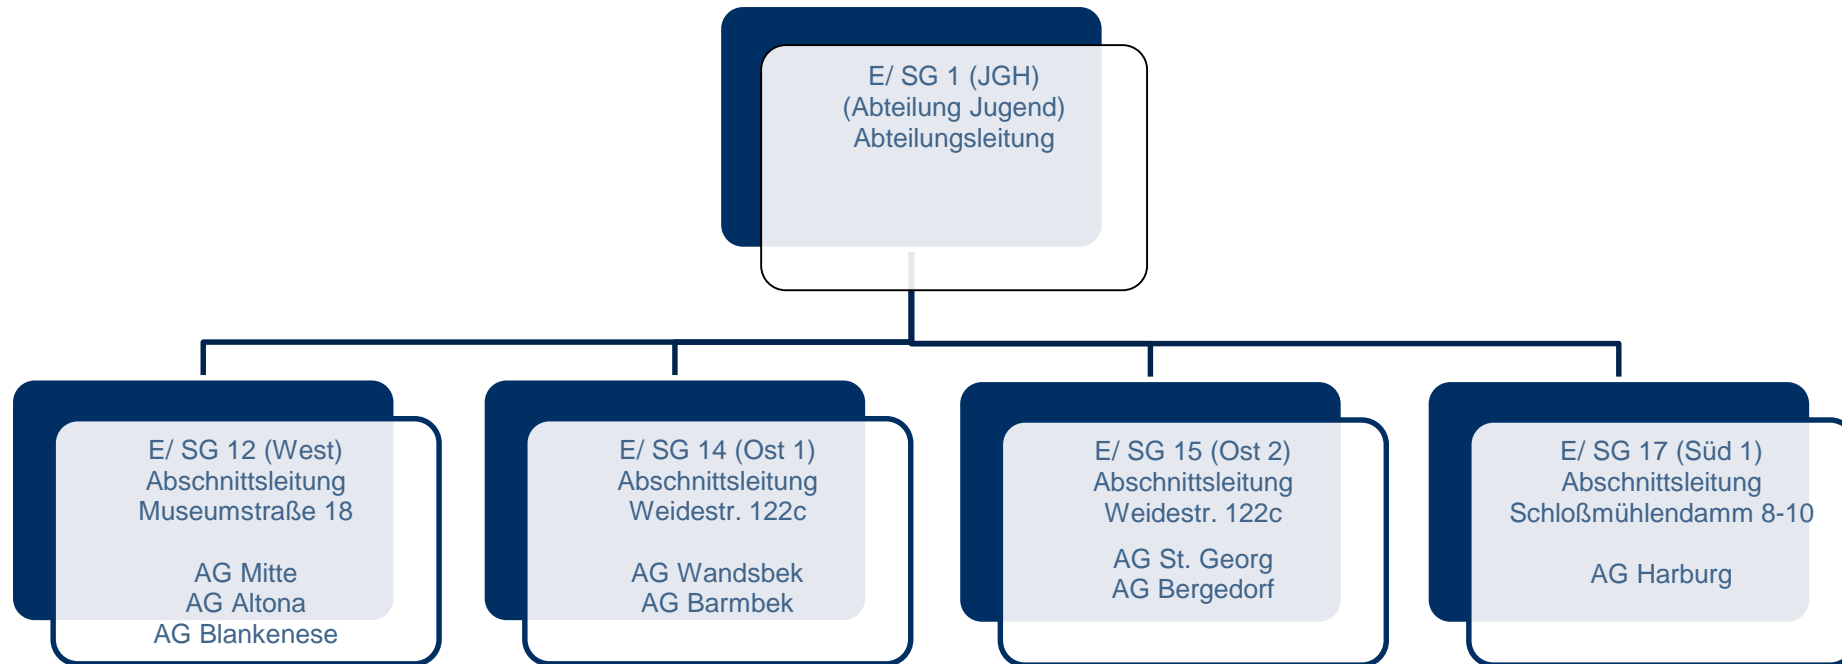 E/ SG 1 (JGH)
(Abteilung Jugend)
Abteilungsleitung
E/ SG 12 (West)
Abschnittsleitung
Museumstraße 18
AG Mitte
AG Altona
AG Blankenese
E/ SG 14 (Ost 1)
Abschnittsleitung
Weidestr. 122c
AG Wandsbek
AG Barmbek
E/ SG 15 (Ost 2)
Abschnittsleitung
Weidestr. 122c
AG St. Georg
AG Bergedorf
E/ SG 17 (Süd 1)
Abschnittsleitung
Schloßmühlendamm 8-10
AG Harburg